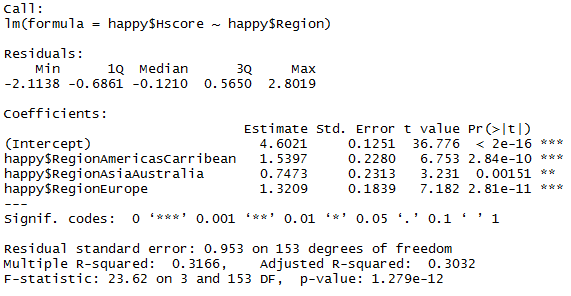 Call:
lm(formula = happy$Hscore ~ happy$Region)
Residuals:
Min 1Q Median 3Q Max
-2.1138 -0.6861 -0.1210 0.5650 2.8019
Coefficients:
Estimate Std. Error t value Pr(>|t|)
(Intercept) 4.6021 0.1251 36.776 < 2e-16 ***
happy$RegionAmericasCarribean 1.5397 0.2280 6.753 2.84e-10 ***
happy$RegionAsiaAustralia 0.7473 0.2313 3.231 0.00151 **
happy$RegionEurope 1.3209 0.1839 7.182 2.81e-11 ***
---
Signif. codes: 0 ‘***’ 0.001 ‘**’ 0.01 ‘*’ 0.05 ‘.’ 0.1 ‘ ’ 1
Residual standard error: 0.953 on 153 degrees of freedom
Multiple R-squared: 0.3166, Adjusted R-squared: 0.3032
F-statistic: 23.62 on 3 and 153 DF, p-value: 1.279e-12